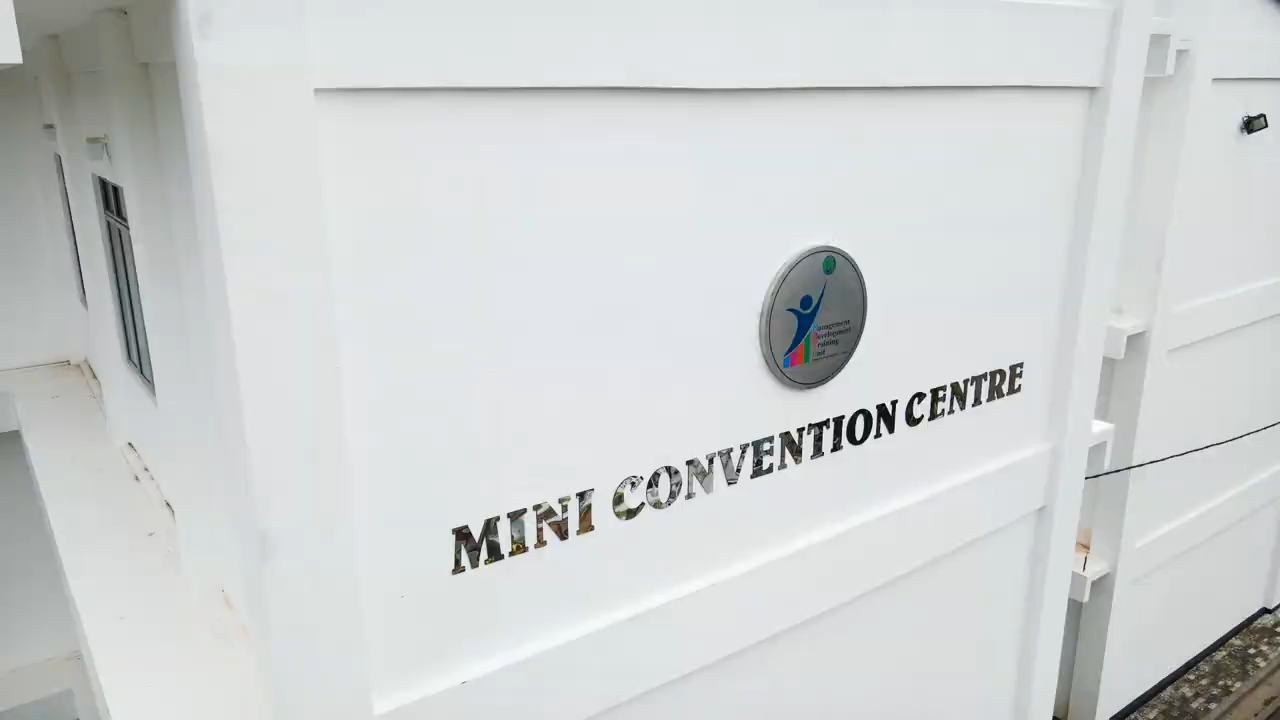 Management
Development
Training
Unit
MINI CONVENTION CENTRE